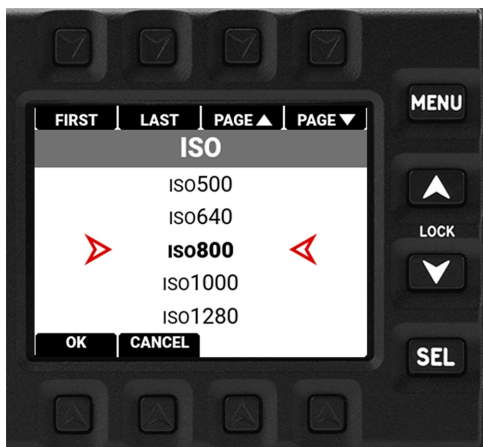 FIRST LAST PAGE▲ PAGE▼
MENU
ISO
ISO500
ISO640
LOCK
ISO800
ISO1000
ISO1280
OK CANCEL
SEL